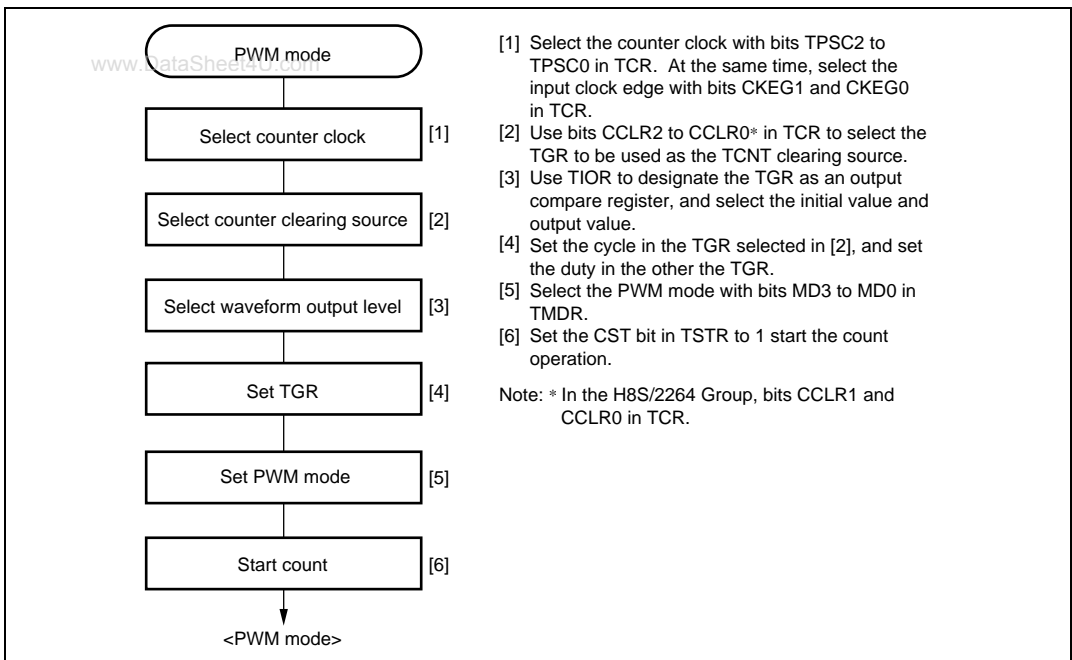 PWM mode
www.DataSheet4U.com
Select counter clock
[1]
Select counter clearing source
[2]
Select waveform output level
[3]
Set TGR
[4]
Set PWM mode
[5]
Start count
[6]
<PWM mode>
[1] Select the counter clock with bits TPSC2 to
TPSC0 in TCR. At the same time, select the
input clock edge with bits CKEG1 and CKEG0
in TCR.
[2] Use bits CCLR2 to CCLR0* in TCR to select the
TGR to be used as the TCNT clearing source.
[3] Use TIOR to designate the TGR as an output
compare register, and select the initial value and
output value.
[4] Set the cycle in the TGR selected in [2], and set
the duty in the other the TGR.
[5] Select the PWM mode with bits MD3 to MD0 in
TMDR.
[6] Set the CST bit in TSTR to 1 start the count
operation.
Note: * In the H8S/2264 Group, bits CCLR1 and
CCLR0 in TCR.